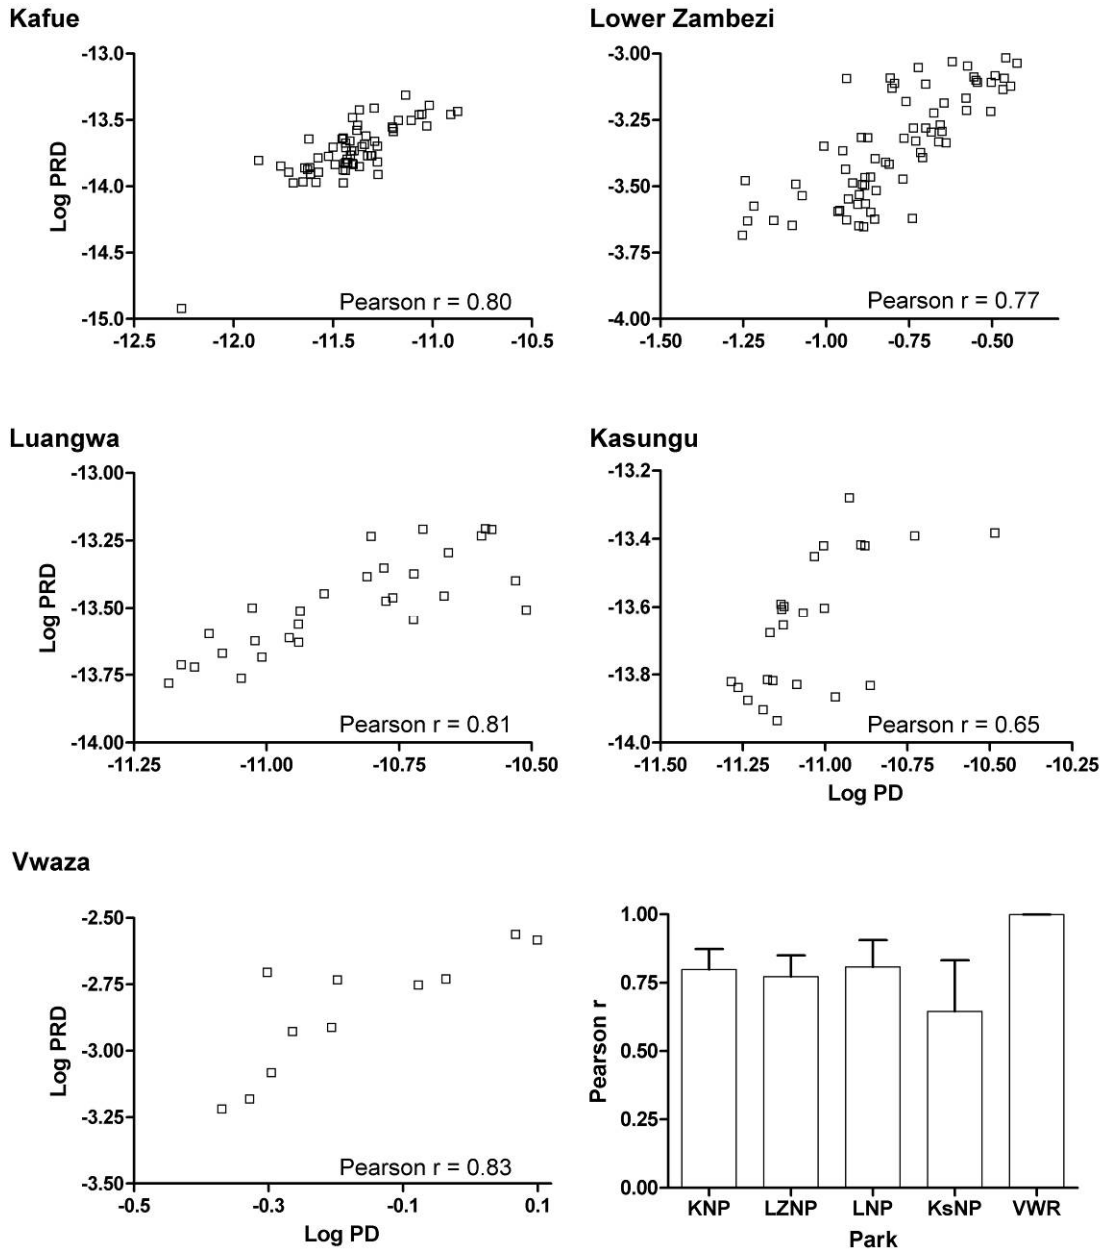 Kafue
-13.0
-13.5
-14.0
-14.5
-15.0
Log PRD
Pearson r = 0.80
-12.5 -12.0 -11.5 -11.0 -10.5
Lower Zambezi
-3.00
-3.25
-3.50
-3.75
-4.00
Pearson r = 0.77
-1.50 -1.25 -1.00 -0.75 -0.50
Luangwa
-13.00
-13.25
-13.50
-13.75
-14.00
Log PRD
Pearson r = 0.81
-11.25 -11.00 -10.75 -10.50
Kasungu
-13.2
-13.4
-13.6
-13.8
-14.0
Pearson r = 0.65
-11.50 -11.25 -11.00 -10.75 -10.50 -10.25
Log PD
Vwaza
-2.50
-2.75
-3.00
-3.25
-3.50
Log PRD
Pearson r = 0.83
-0.5 -0.3 -0.1 0.1
Log PD
1.00
0.75
0.50
0.25
0.00
Pearson r
KNP LZNP LNP KsNP VWR
Park